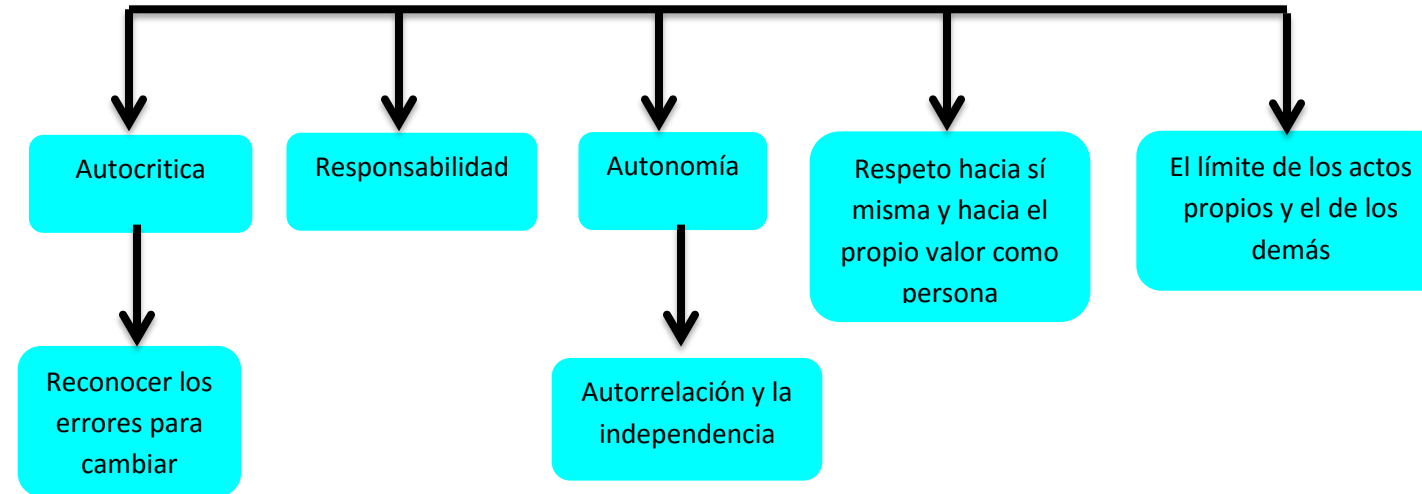 Autocritica
Responsabilidad
Autonomía
Respeto hacia sí
misma y hacia el
propio valor como
persona
El límite de los actos
propios y el de los
demás
Reconocer los
errores para
cambiar
Autorrelación y la
independencia